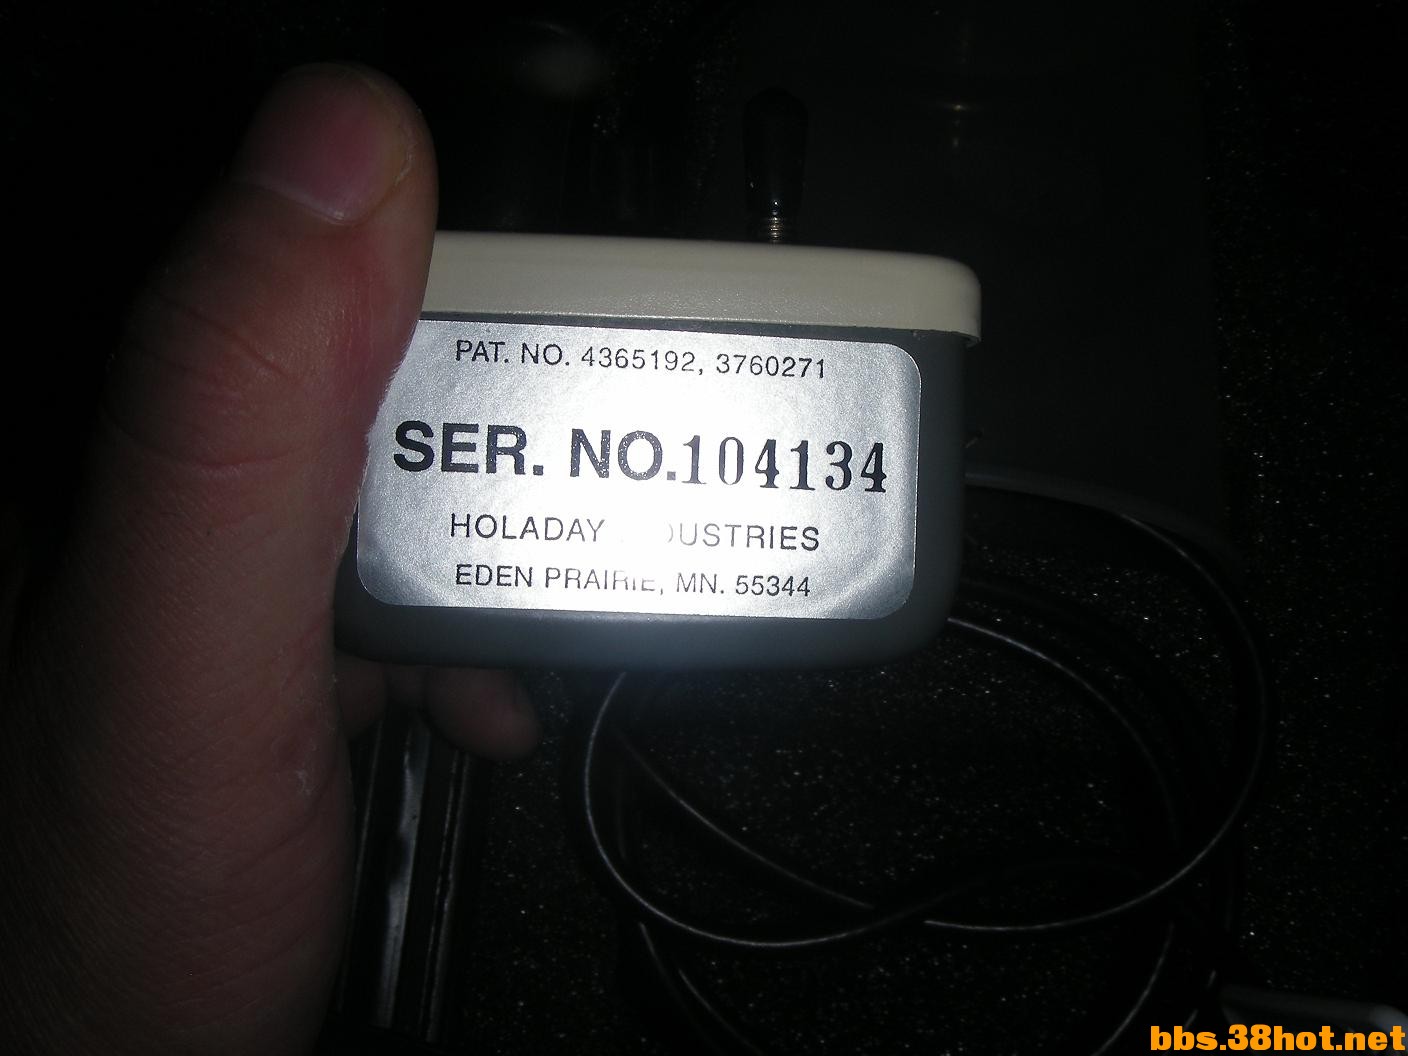 PAT. NO. 4365192, 3760271
SER. NO.104134
HOLADAY
EDEN PRAIRIE, MN. 55344
bbs.38hot.net